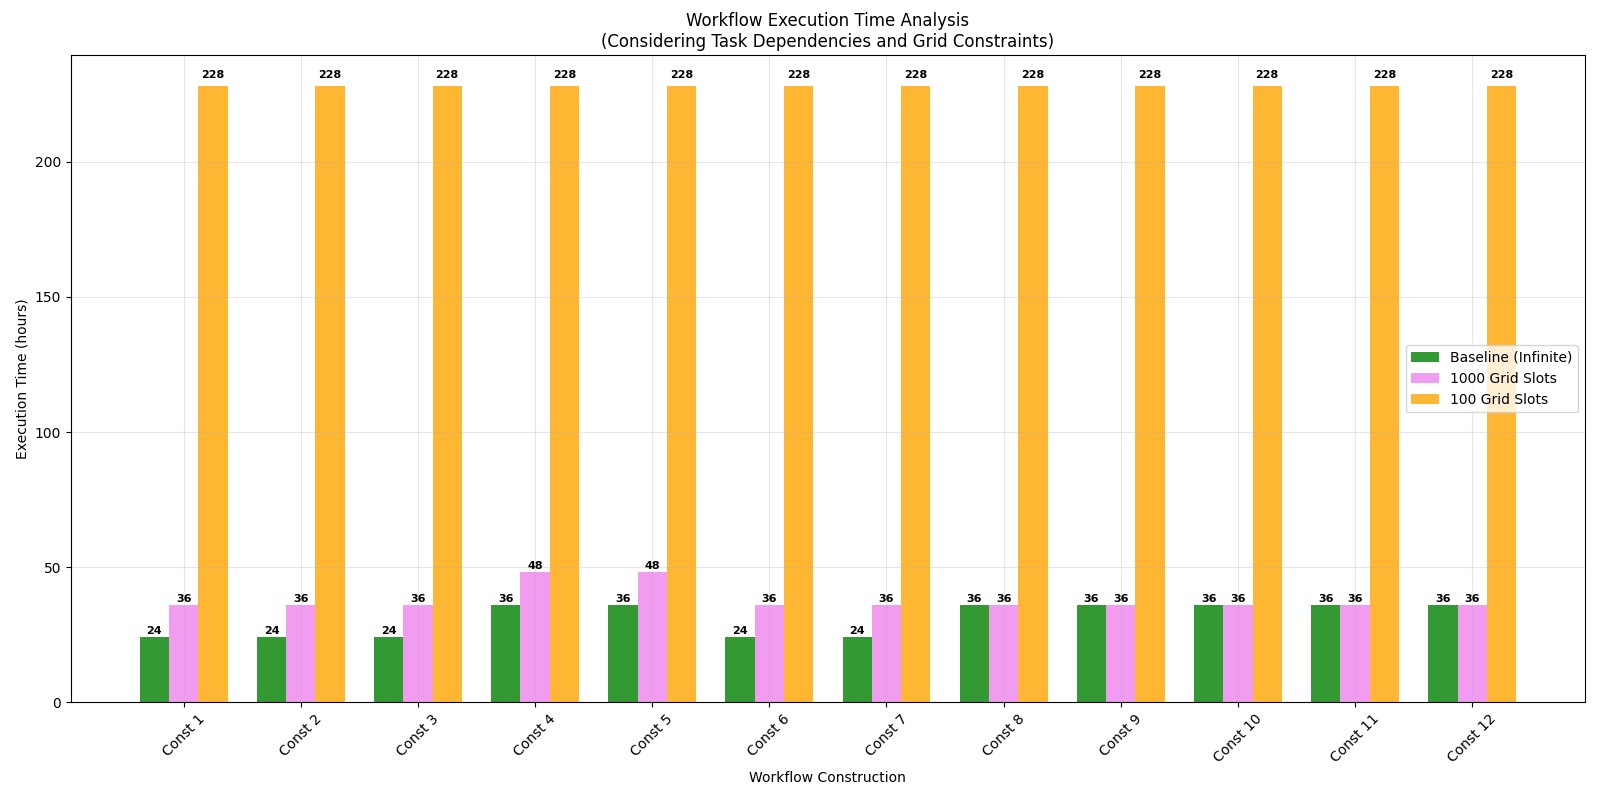 Workflow Execution Time Analysis
(Considering Task Dependencies and Grid Constraints)
Execution Time (hours)
200
150
100
50
0
228 228 228 228 228 228 228 228 228 228 228 228
24 36 24 36 24 36 36 48 36 48 24 36 24 36 36 36 36 36 36 36 36 36 36 36
Baseline (Infinite)
1000 Grid Slots
100 Grid Slots
Const 1 Const 2 Const 3 Const 4 Const 5 Const 6 Const 7 Const 8 Const 9 Const 10 Const 11 Const 12
Workflow Construction